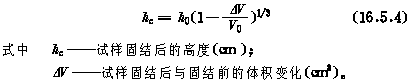 h_c = h_0(1 − ΔV/V_0)^{1/3} (16.5.4)
式中 h_c——试样固结后的高度(cm)；
ΔV——试样固结后与固结前的体积变化(cm³)。